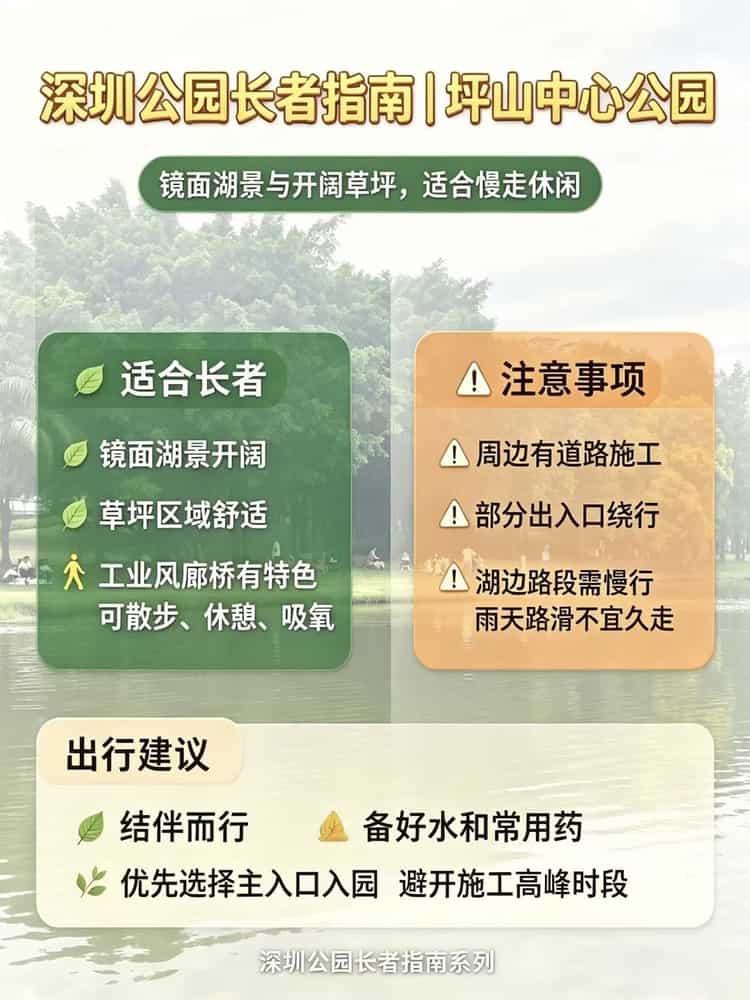 深圳公园长者指南 | 坪山中心公园
镜面湖景与开阔草坪，适合慢走休闲
适合长者
镜面湖景开阔
草坪区域舒适
工业风廊桥有特色
可散步、休憩、吸氧
注意事项
周边有道路施工
部分出入口绕行
湖边路段需慢行
雨天路滑不宜久走
出行建议
结伴而行 备好水和常用药
优先选择主入口入园 避开施工高峰时段
深圳公园长者指南系列